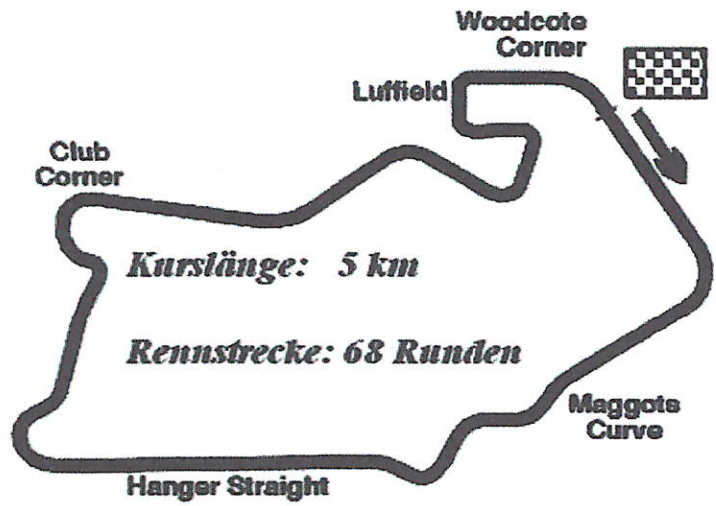 Woodcote
Corner
Luffield
Club
Corner
Kurslänge: 5 km
Rennstrecke: 68 Runden
Maggots
Curve
Hanger Straight